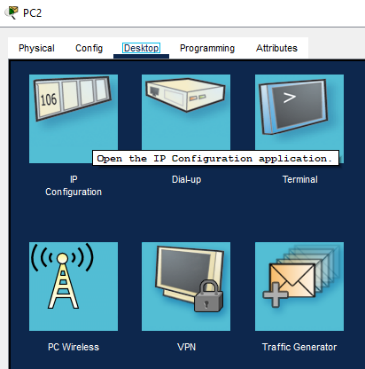 PC2
Physical Config Desktop Programming Attributes
106
>
Open the IP Configuration application.
IP
Configuration
Dial-up
Terminal
PC Wireless
VPN
Traffic Generator